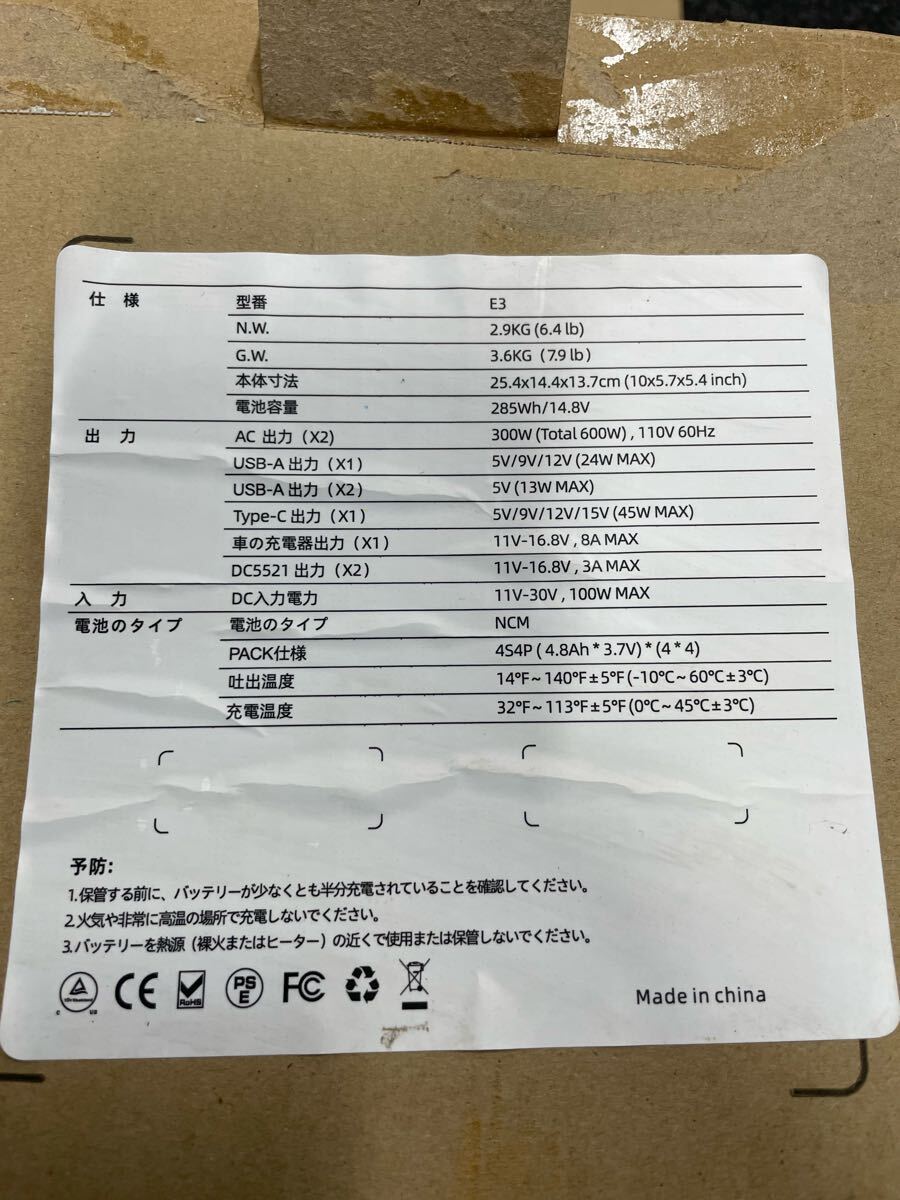 仕 様 型番 E3
N.W. 2.9KG (6.4 lb)
G.W. 3.6KG (7.9 lb)
本体寸法 25.4x14.4x13.7cm (10x5.7x5.4 inch)
電池容量 285Wh/14.8V
出 力 AC 出力(X2) 300W (Total 600W) , 110V 60Hz
USB-A 出力(X1) 5V/9V/12V (24W MAX)
USB-A 出力(X2) 5V (13W MAX)
Type-C 出力(X1) 5V/9V/12V/15V (45W MAX)
車の充電器出力(X1) 11V-16.8V , 8A MAX
DC5521 出力(X2) 11V-16.8V , 3A MAX
入 力 DC入力電力 11V-30V , 100W MAX
電池のタイプ 電池のタイプ NCM
PACK仕様 4S4P ( 4.8Ah * 3.7V) * (4 * 4)
吐出温度 14°F~ 140°F±5°F (-10°C~ 60°C±3°C)
充電温度 32°F~ 113°F±5°F (0°C~ 45°C±3°C)
予防:
1.保管する前に、バッテリーが少なくとも半分充電されていることを確認してください。
2.火気や非常に高温の場所で充電しないでください。
3.バッテリーを熱源（裸火またはヒーター）の近くで使用または保管しないでください。
c us CE RoHS PSE FC
Made in china